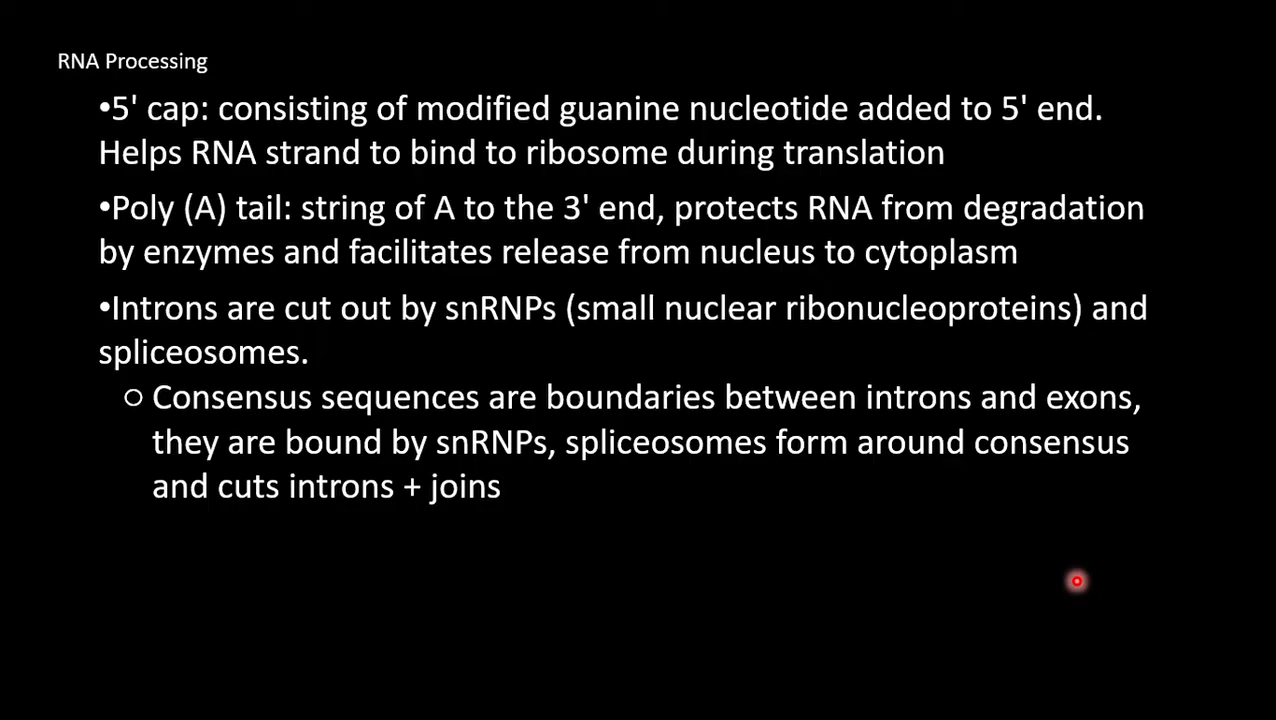 RNA Processing
•5' cap: consisting of modified guanine nucleotide added to 5' end.
Helps RNA strand to bind to ribosome during translation
•Poly (A) tail: string of A to the 3' end, protects RNA from degradation
by enzymes and facilitates release from nucleus to cytoplasm
•Introns are cut out by snRNPs (small nuclear ribonucleoproteins) and
spliceosomes.
○ Consensus sequences are boundaries between introns and exons,
they are bound by snRNPs, spliceosomes form around consensus
and cuts introns + joins